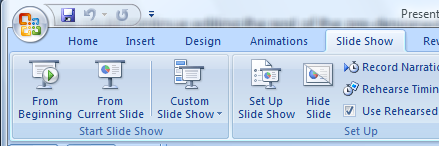 Present
Home Insert Design Animations Slide Show Rev
From Beginning
From Current Slide
Custom Slide Show
Set Up Slide Show
Hide Slide
Record Narratio
Rehearse Timin
Use Rehearsed
Start Slide Show
Set Up